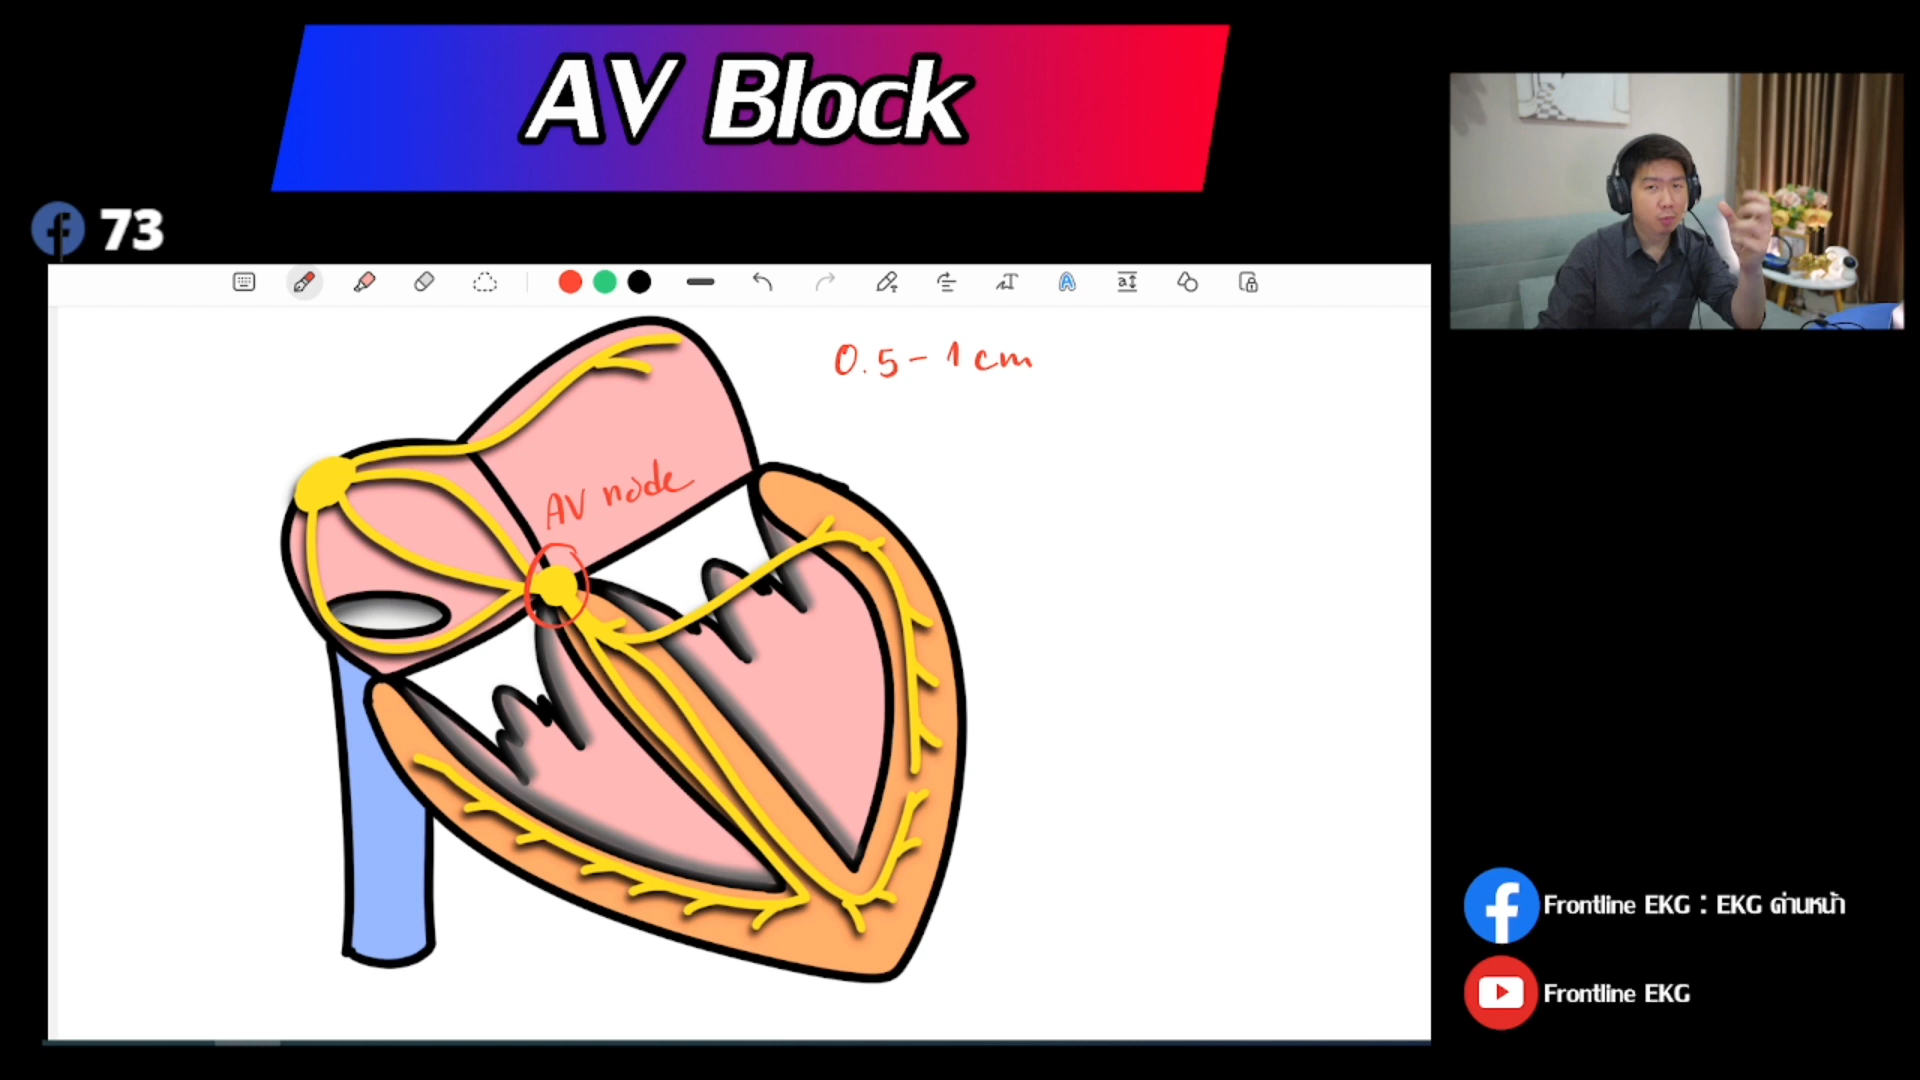 AV Block
73
0.5 - 1 cm
AV node
Frontline EKG : EKG ด่านหน้า
Frontline EKG